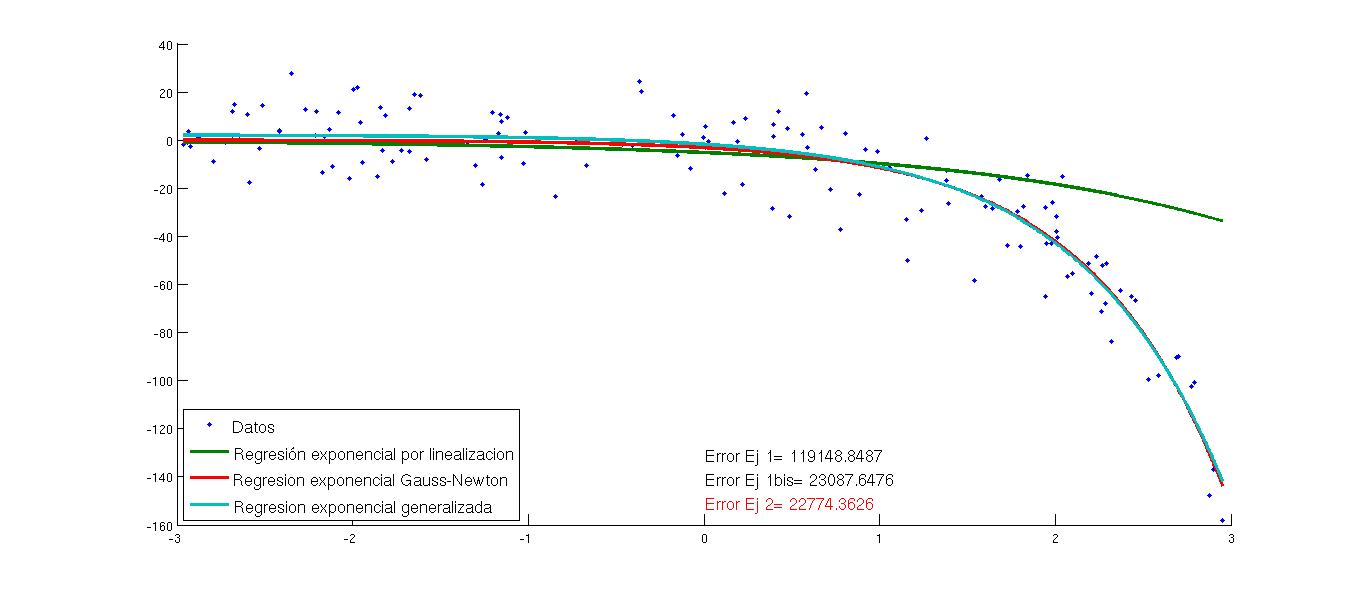 40
20
0
-20
-40
-60
-80
-100
-120
-140
-160
Datos
Regresión exponencial por linealizacion
Regresion exponencial Gauss-Newton
Regresion exponencial generalizada
Error Ej 1= 119148.8487
Error Ej 1bis= 23087.6476
Error Ej 2= 22774.3626
-3 -2 -1 0 1 2 3